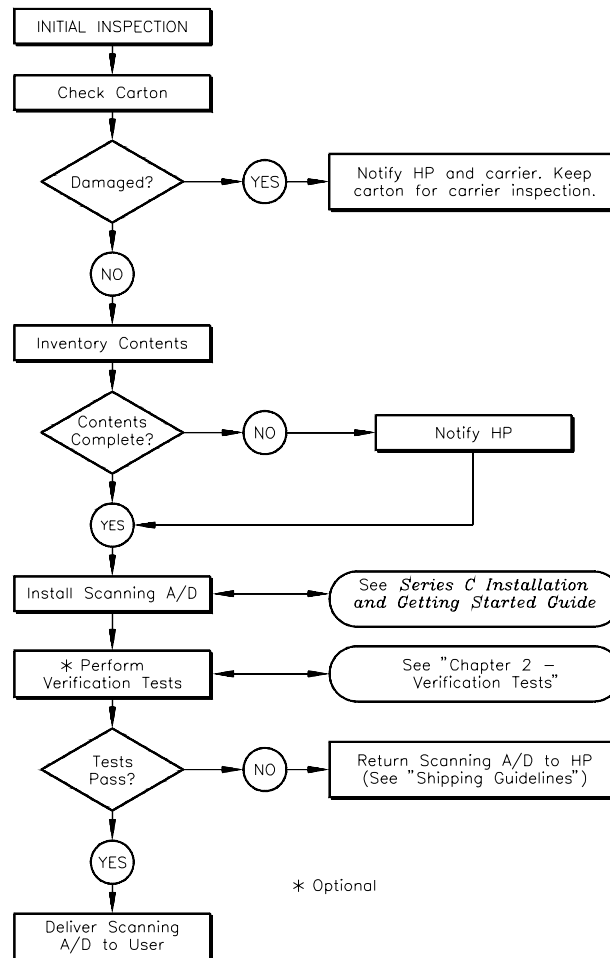 INITIAL INSPECTION
Check Carton
Damaged?
YES
Notify HP and carrier. Keep
carton for carrier inspection.
NO
Inventory Contents
Contents
Complete?
NO
Notify HP
YES
Install Scanning A/D
See Series C Installation
and Getting Started Guide
* Perform
Verification Tests
See "Chapter 2 –
Verification Tests"
Tests
Pass?
NO
Return Scanning A/D to HP
(See "Shipping Guidelines")
YES
* Optional
Deliver Scanning
A/D to User